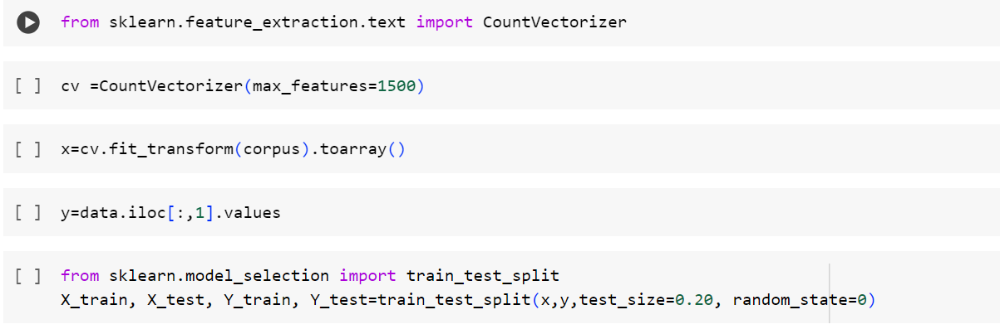 from sklearn.feature_extraction.text import CountVectorizer
[ ] cv =CountVectorizer(max_features=1500)
[ ] x=cv.fit_transform(corpus).toarray()
[ ] y=data.iloc[:,1].values
[ ] from sklearn.model_selection import train_test_split
X_train, X_test, Y_train, Y_test=train_test_split(x,y,test_size=0.20, random_state=0)